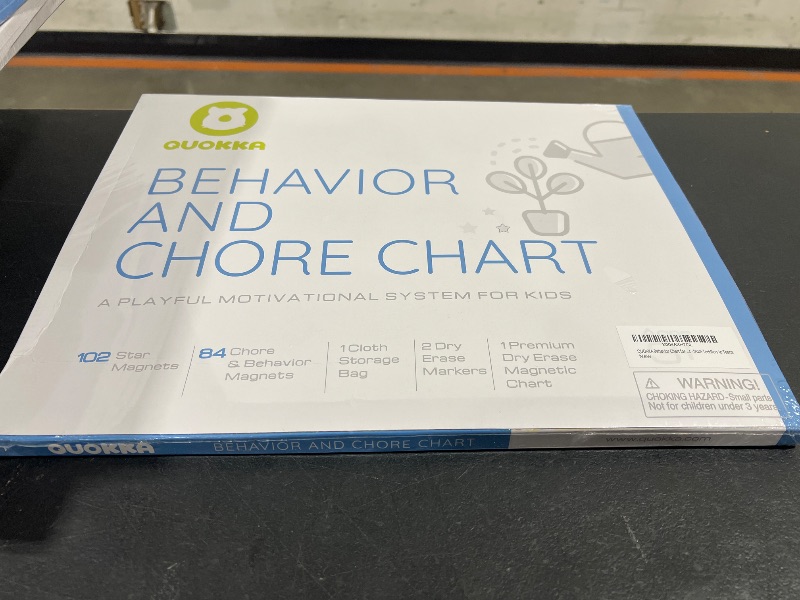 QUOKKA
BEHAVIOR
AND
CHORE CHART
A PLAYFUL MOTIVATIONAL SYSTEM FOR KIDS
102 Star
Magnets
84 Chore
& Behavior
Magnets
1 Cloth
Storage
Bag
2 Dry
Erase
Markers
1 Premium
Dry Erase
Magnetic
Chart
WARNING!
CHOKING HAZARD-Small parts
Not for children under 3 years
QUOKKA BEHAVIOR AND CHORE CHART www.quokka.com